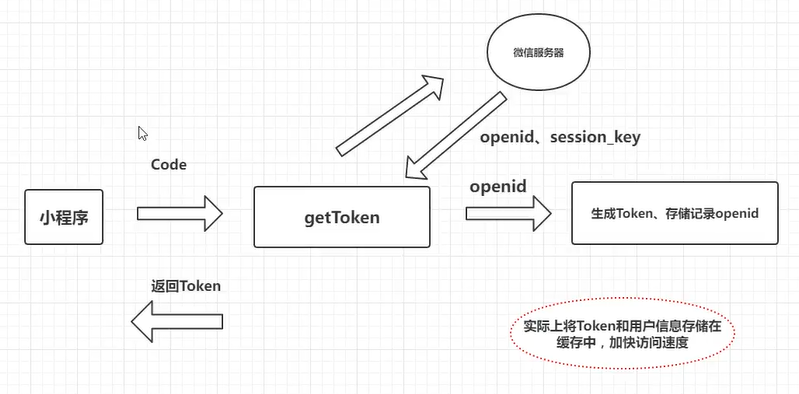 微信服务器
openid、session_key
Code
openid
小程序
getToken
生成Token、存储记录openid
返回Token
实际上将Token和用户信息存储在
缓存中，加快访问速度